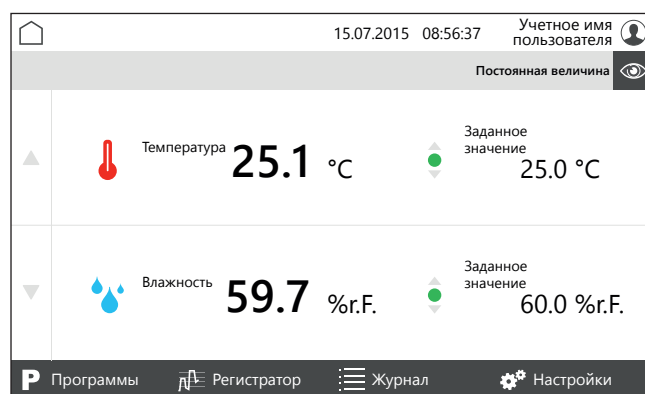 15.07.2015 08:56:37 Учетное имя
пользователя
Постоянная величина
Температура 25.1 °C
Заданное
значение
25.0 °C
Влажность 59.7 %r.F.
Заданное
значение
60.0 %r.F.
P Программы Регистратор Журнал Настройки